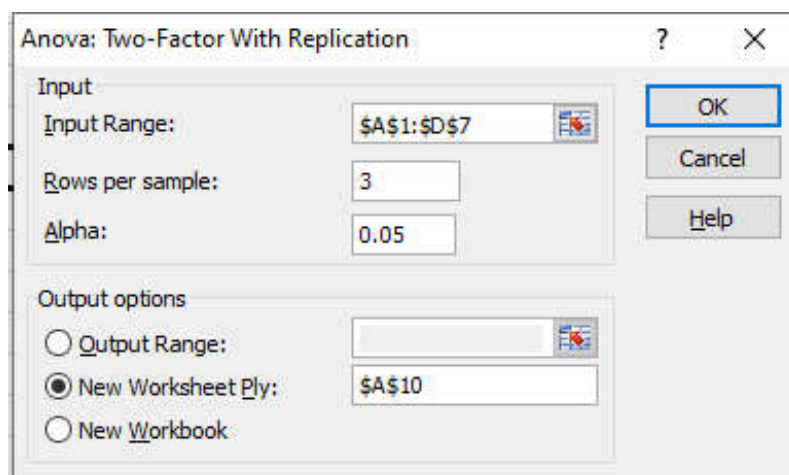 Anova: Two-Factor With Replication ? X
Input
Input Range: $A$1:$D$7
OK
Rows per sample: 3
Cancel
Alpha: 0.05
Help
Output options
Output Range:
New Worksheet Ply: $A$10
New Workbook